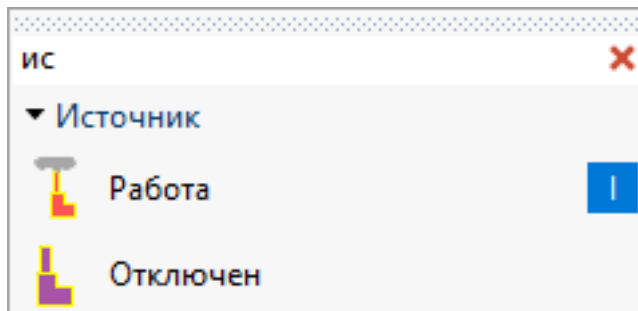 ис
Источник
Работа
I
Отключен